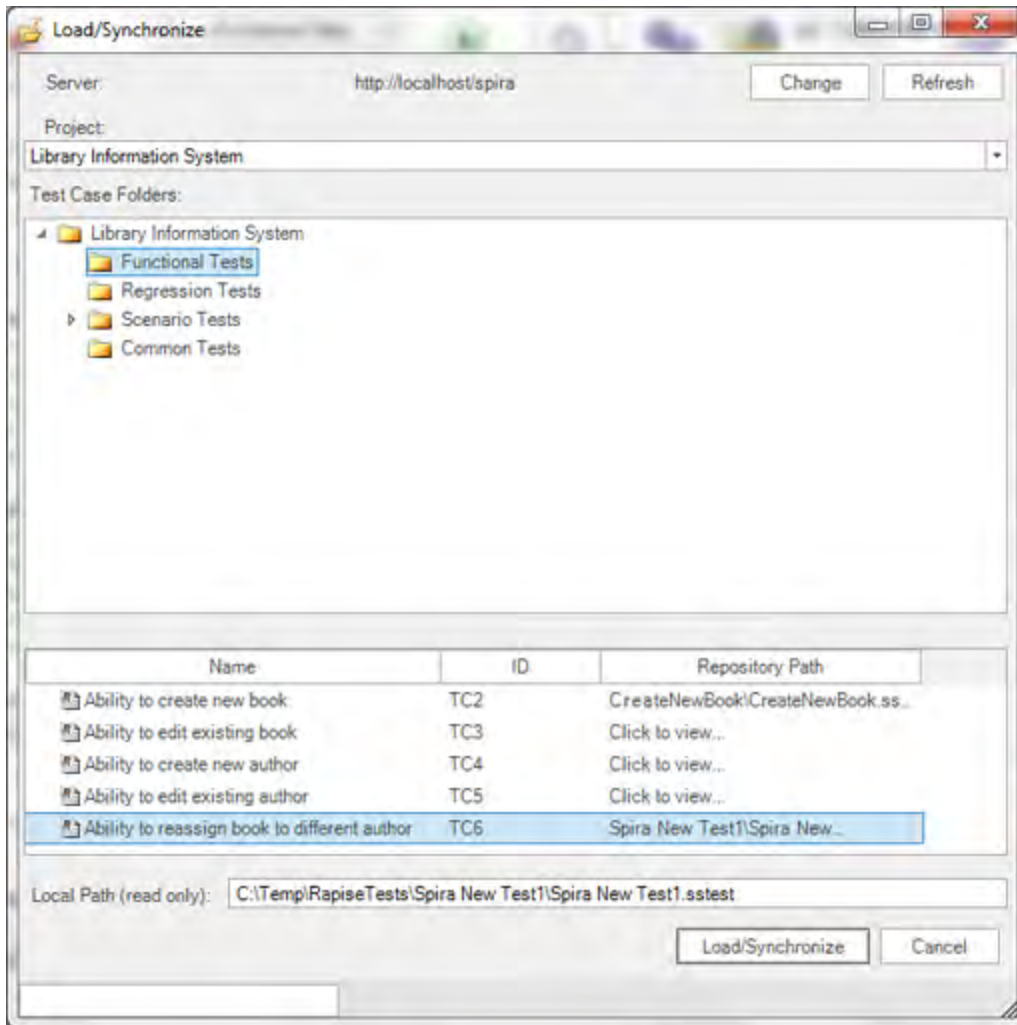 Load/Synchronize
Server: http://localhost/spira Change Refresh
Project:
Library Information System
Test Case Folders:
Library Information System
Functional Tests
Regression Tests
Scenario Tests
Common Tests
Name ID Repository Path
Ability to create new book TC2 CreateNewBook\CreateNewBook.ss...
Ability to edit existing book TC3 Click to view...
Ability to create new author TC4 Click to view...
Ability to edit existing author TC5 Click to view...
Ability to reassign book to different author TC6 Spira New Test1\Spira New...
Local Path (read only): C:\Temp\RapiseTests\Spira New Test1\Spira New Test1.sstest
Load/Synchronize Cancel